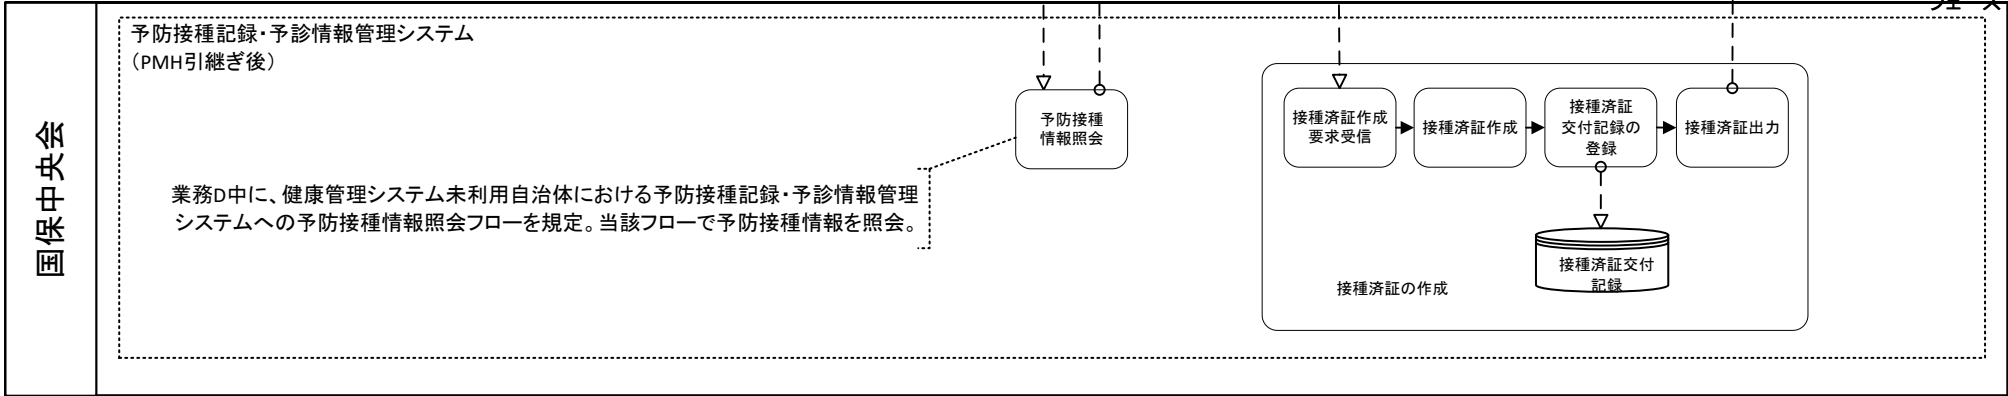 フェーズ
国保中央会
予防接種記録・予診情報管理システム
（PMH引継ぎ後）
予防接種
情報照会
業務D中に、健康管理システム未利用自治体における予防接種記録・予診情報管理
システムへの予防接種情報照会フローを規定。当該フローで予防接種情報を照会。
接種済証作成
要求受信
接種済証作成
接種済証
交付記録の
登録
接種済証出力
接種済証交付
記録
接種済証の作成